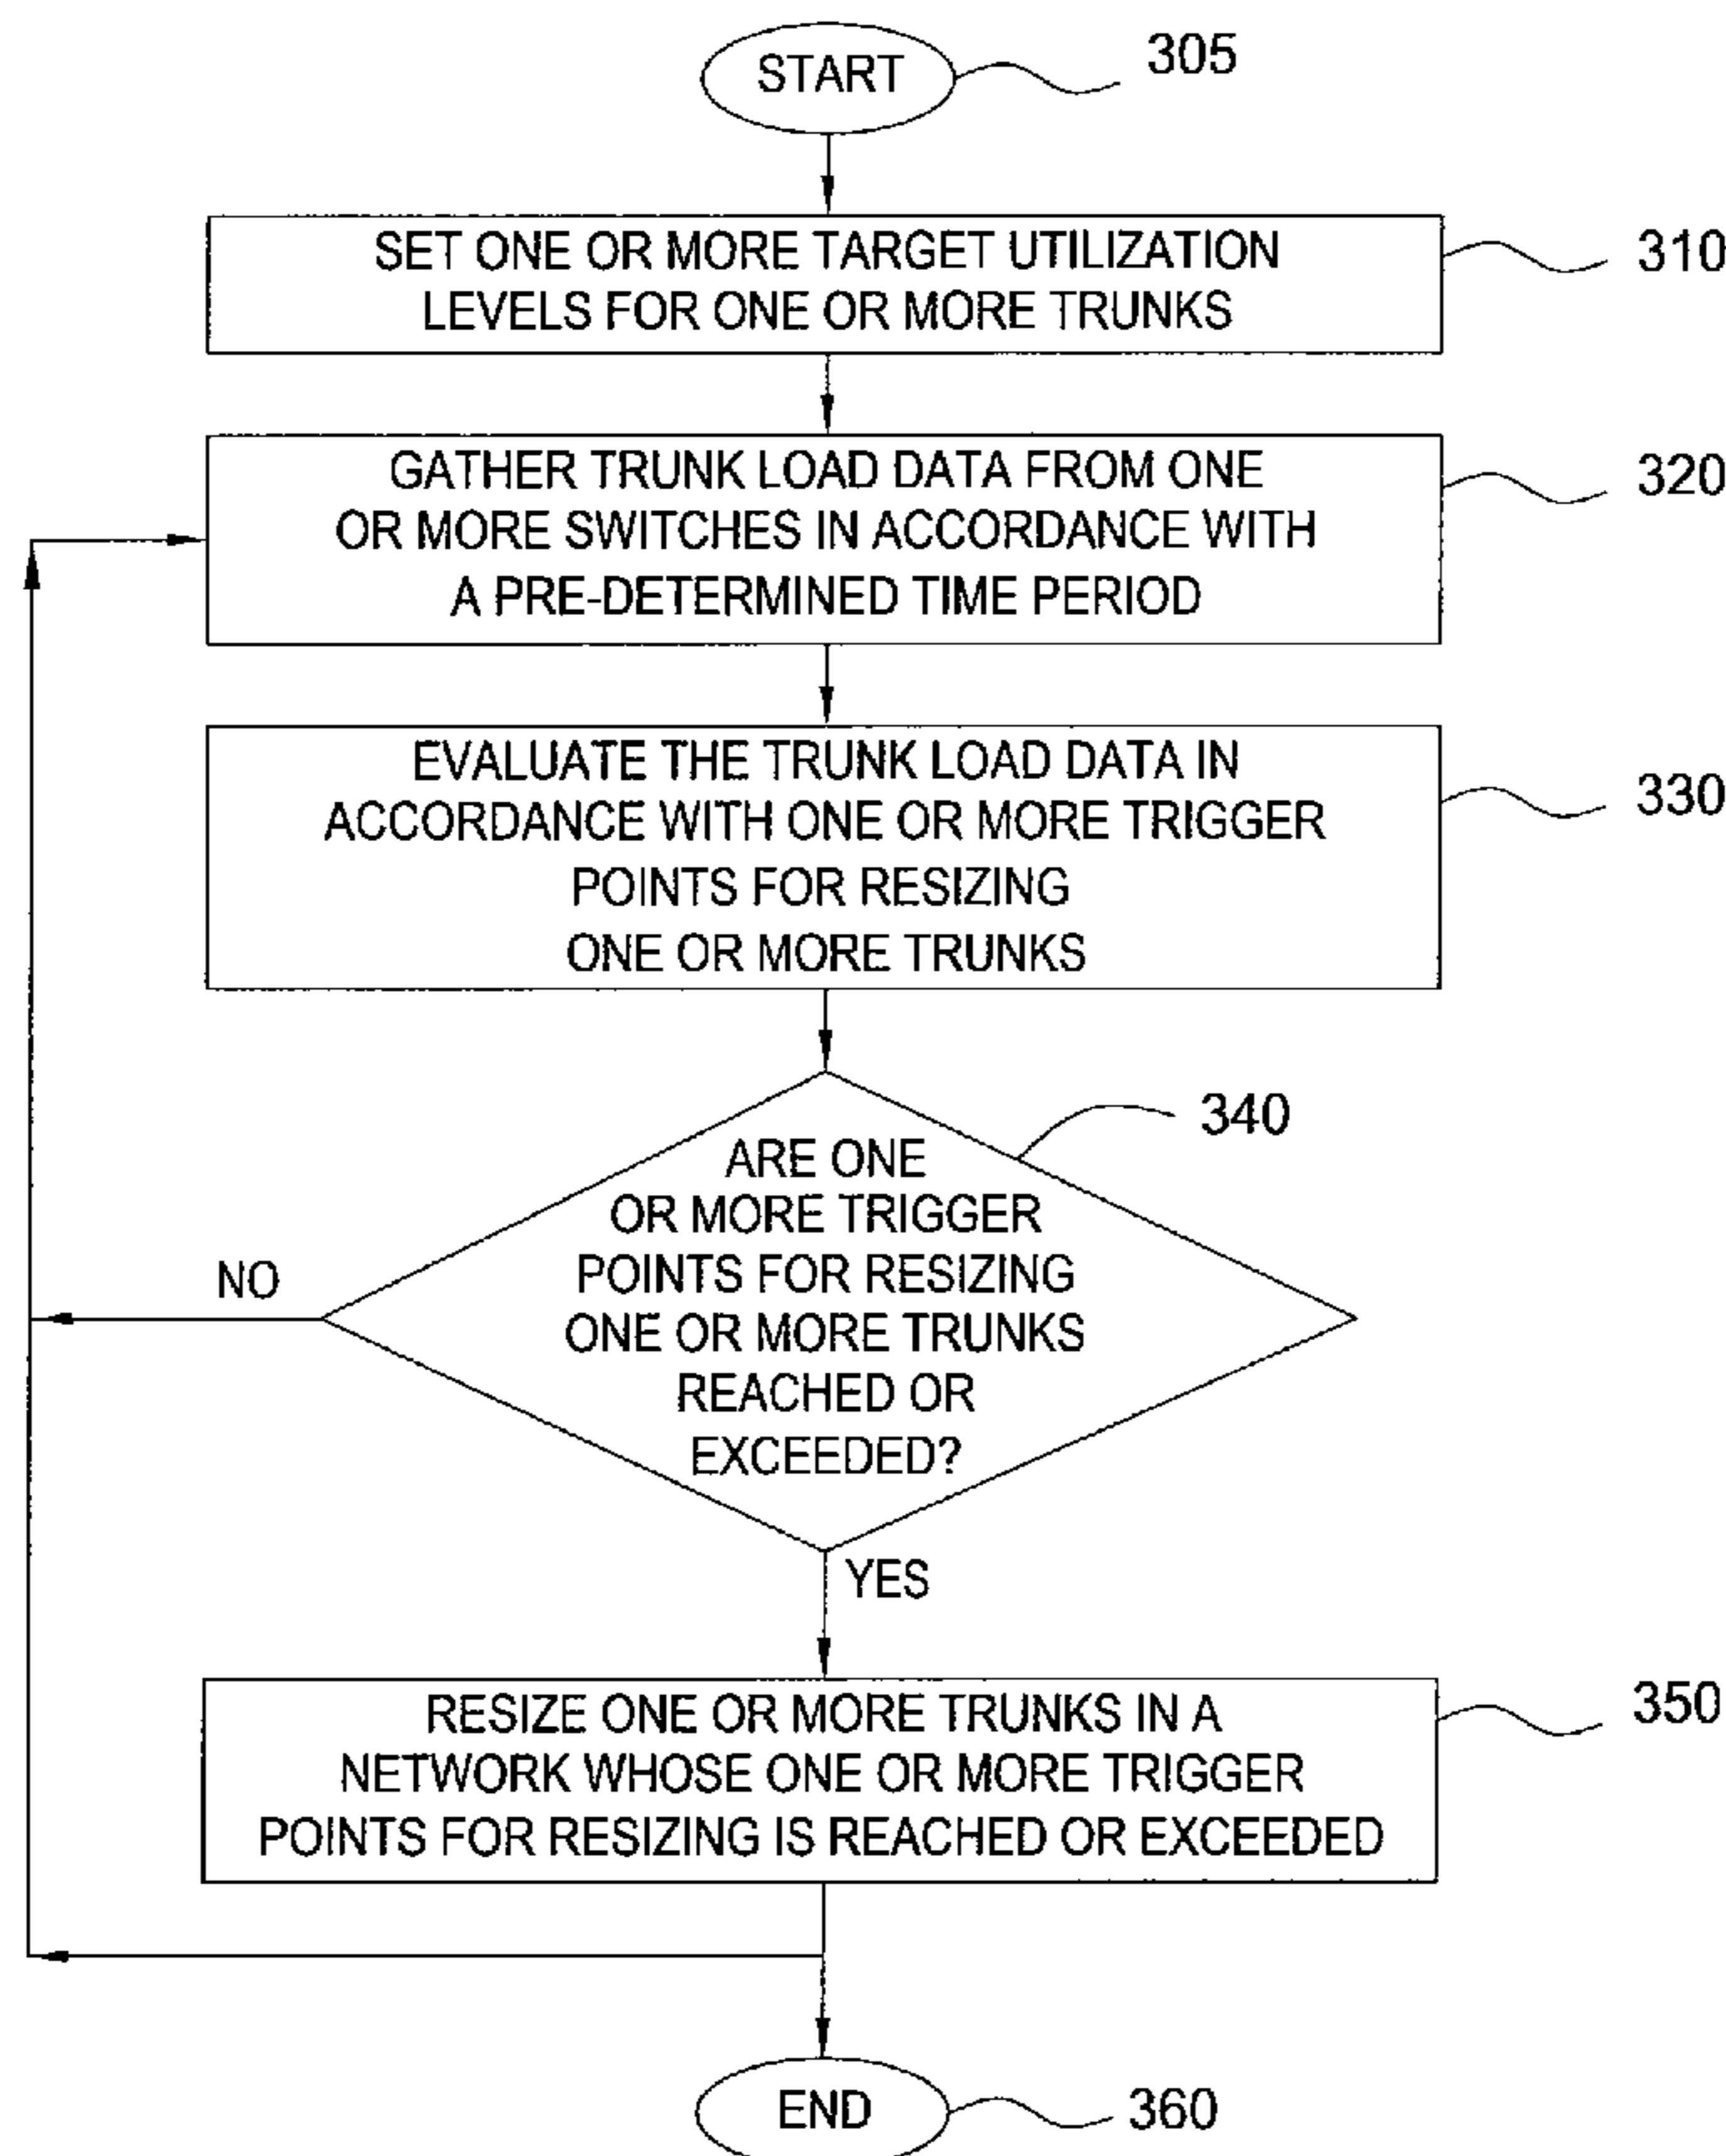 START
305
SET ONE OR MORE TARGET UTILIZATION
LEVELS FOR ONE OR MORE TRUNKS
310
GATHER TRUNK LOAD DATA FROM ONE
OR MORE SWITCHES IN ACCORDANCE WITH
A PRE-DETERMINED TIME PERIOD
320
EVALUATE THE TRUNK LOAD DATA IN
ACCORDANCE WITH ONE OR MORE TRIGGER
POINTS FOR RESIZING
ONE OR MORE TRUNKS
330
ARE ONE
OR MORE TRIGGER
POINTS FOR RESIZING
ONE OR MORE TRUNKS
REACHED OR
EXCEEDED?
340
NO
YES
RESIZE ONE OR MORE TRUNKS IN A
NETWORK WHOSE ONE OR MORE TRIGGER
POINTS FOR RESIZING IS REACHED OR EXCEEDED
350
END
360